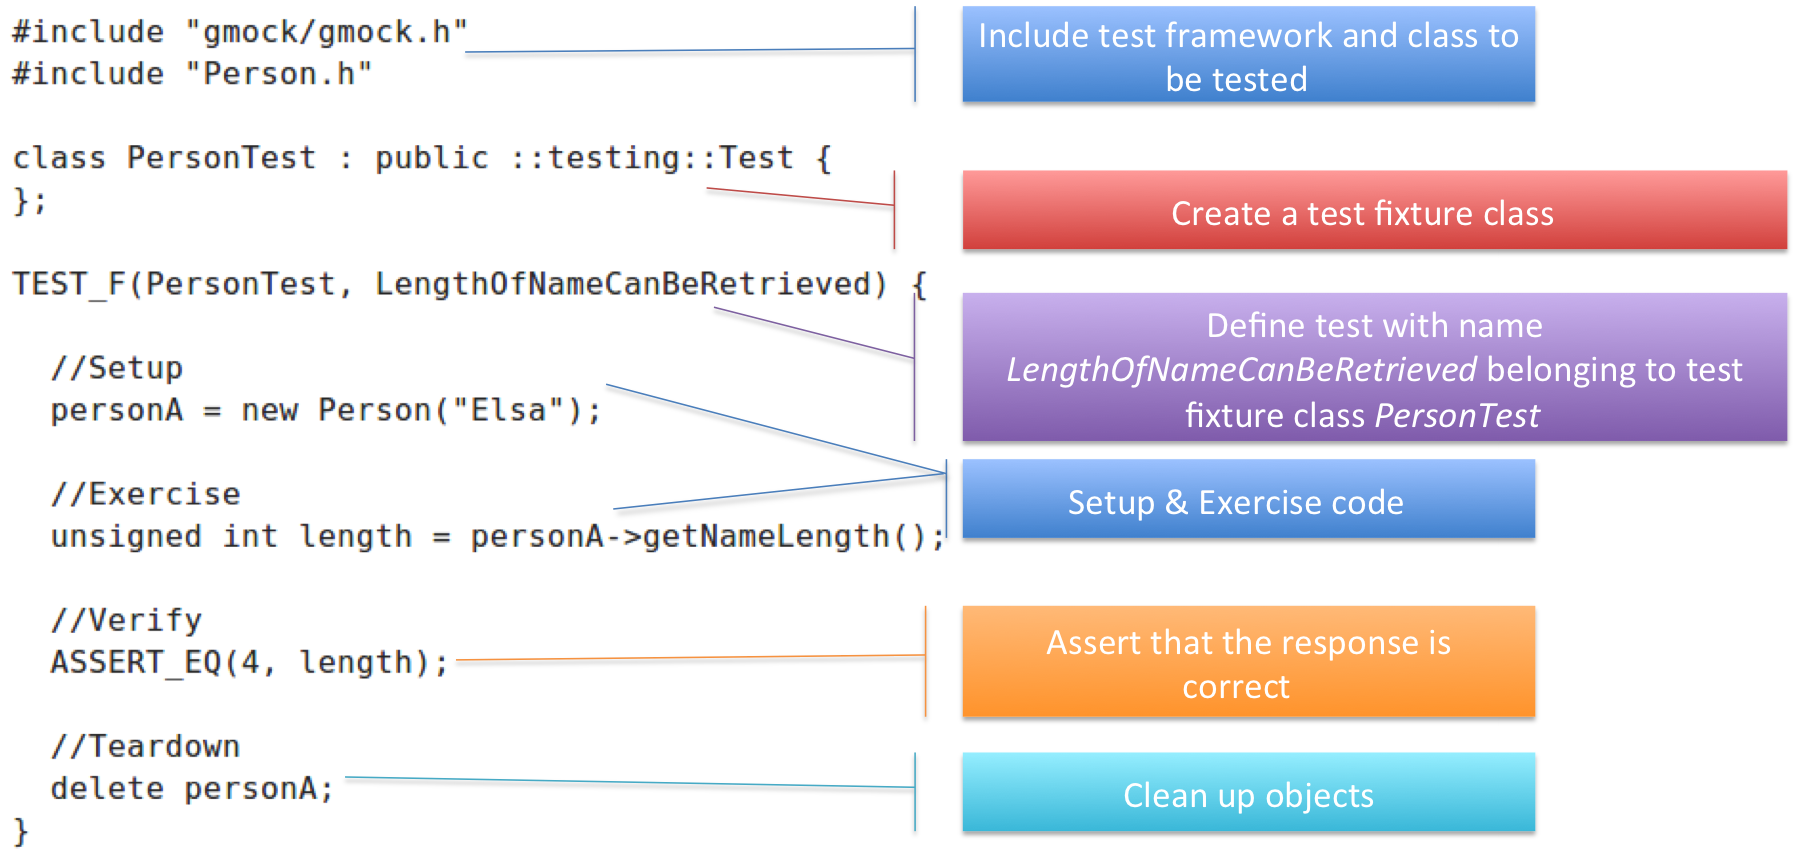 #include "gmock/gmock.h"
#include "Person.h"
Include test framework and class to
be tested
class PersonTest : public ::testing::Test {
};
Create a test fixture class
TEST_F(PersonTest, LengthOfNameCanBeRetrieved) {
Define test with name
LengthOfNameCanBeRetrieved belonging to test
fixture class PersonTest
//Setup
personA = new Person("Elsa");
//Exercise
unsigned int length = personA->getNameLength();
Setup & Exercise code
//Verify
ASSERT_EQ(4, length);
Assert that the response is
correct
//Teardown
delete personA;
}
Clean up objects